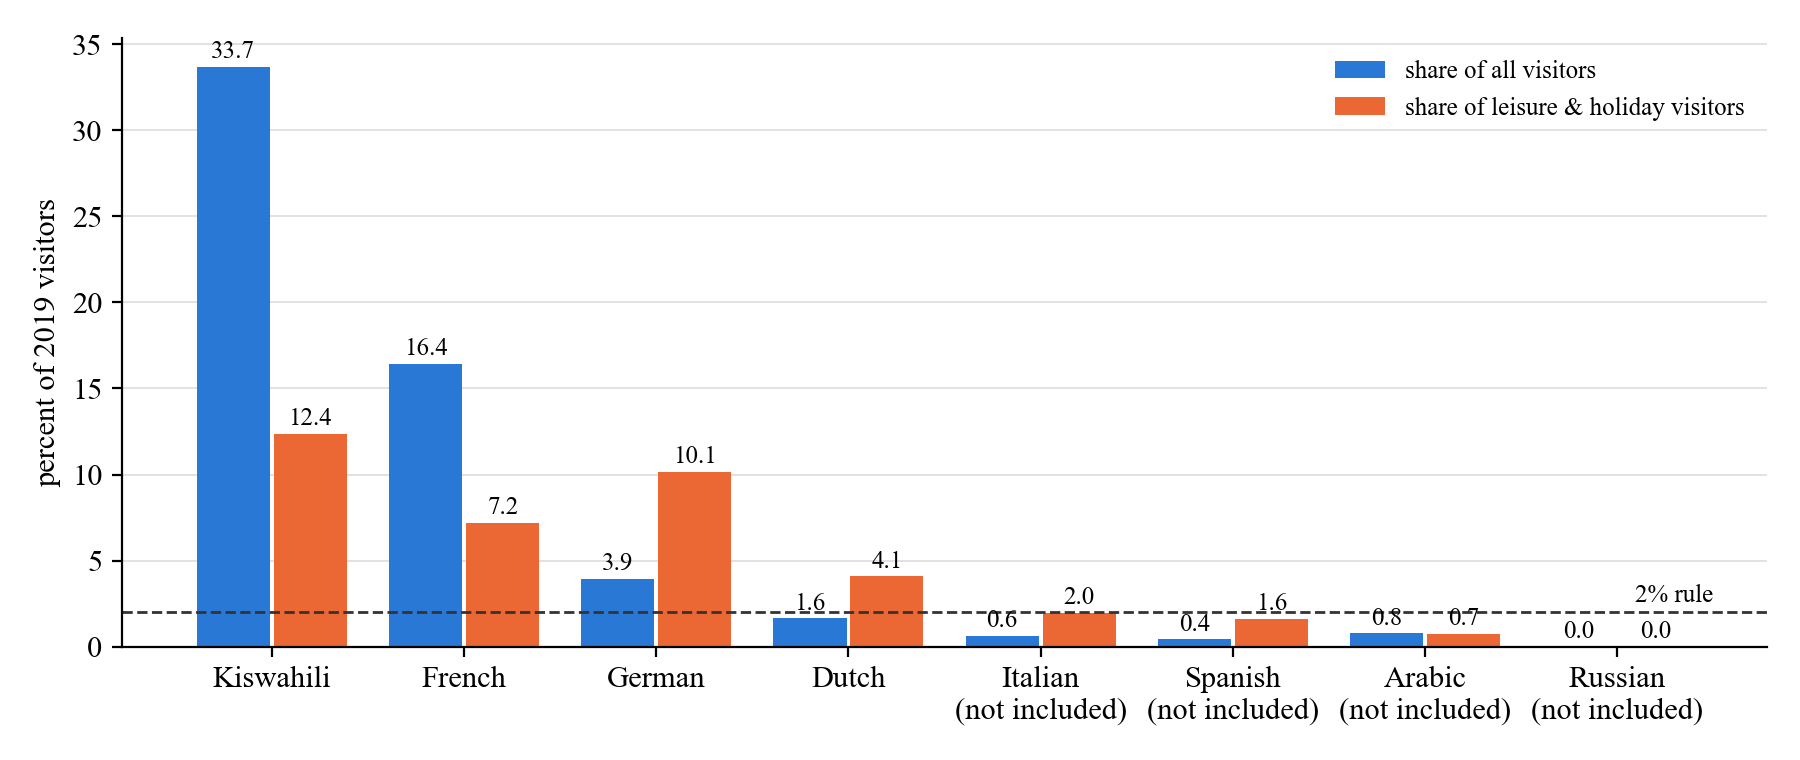 percent of 2019 visitors
35
30
25
20
15
10
5
0
share of all visitors
share of leisure & holiday visitors
33.7
12.4
16.4
7.2
3.9
10.1
1.6
4.1
0.6
2.0
0.4
1.6
0.8
0.7
0.0
0.0
2% rule
Kiswahili
French
German
Dutch
Italian
(not included)
Spanish
(not included)
Arabic
(not included)
Russian
(not included)